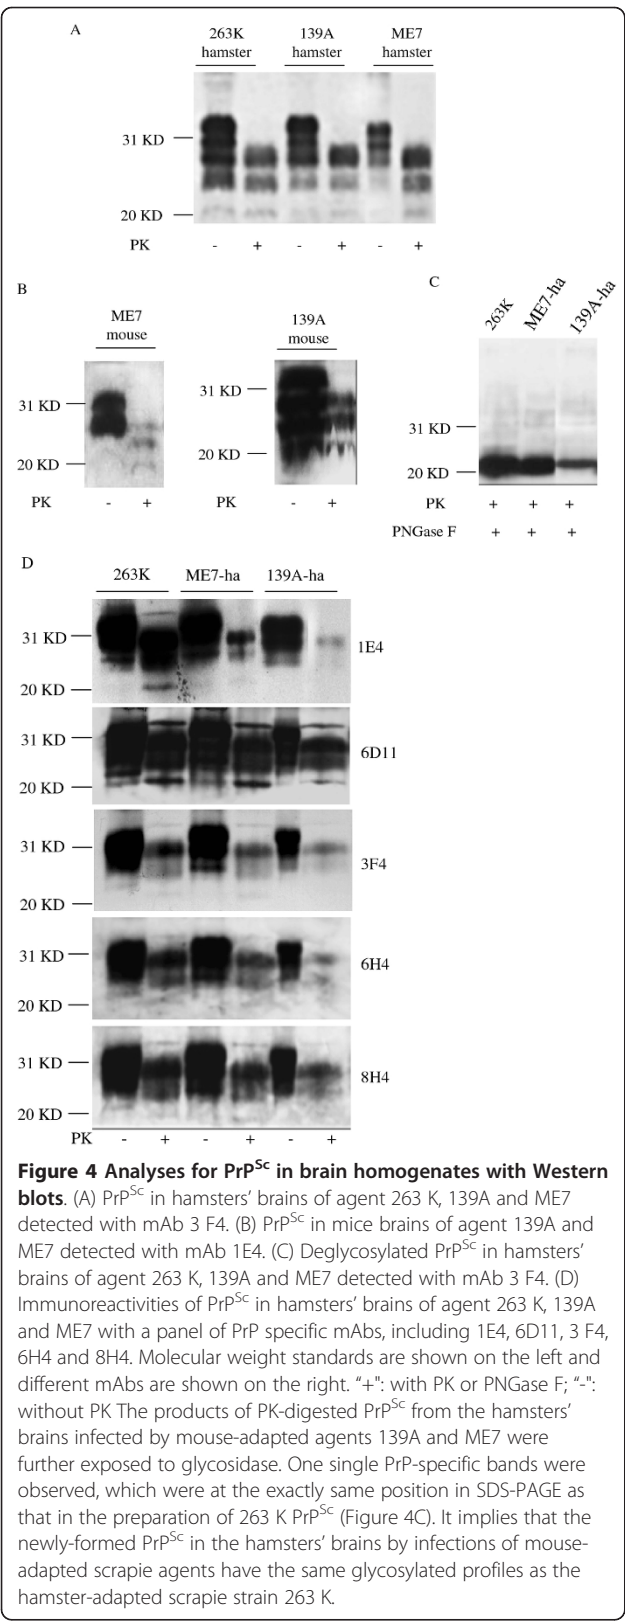 A
263K 139A ME7
hamster hamster hamster
31 KD
20 KD
PK - + - + - +
B
ME7
mouse
31 KD
20 KD
PK - +
139A
mouse
31 KD
20 KD
PK - +
C
263K ME7-ha 139A-ha
31 KD
20 KD
PK + + +
PNGase F + + +
D
263K ME7-ha 139A-ha
31 KD
20 KD
1E4
31 KD
20 KD
6D11
31 KD
20 KD
3F4
31 KD
20 KD
6H4
31 KD
20 KD
8H4
PK - + - + - +
Figure 4 Analyses for PrPSc in brain homogenates with Western
blots. (A) PrPSc in hamsters’ brains of agent 263 K, 139A and ME7
detected with mAb 3 F4. (B) PrPSc in mice brains of agent 139A and
ME7 detected with mAb 1E4. (C) Deglycosylated PrPSc in hamsters’
brains of agent 263 K, 139A and ME7 detected with mAb 3 F4. (D)
Immunoreactivities of PrPSc in hamsters’ brains of agent 263 K, 139A
and ME7 with a panel of PrP specific mAbs, including 1E4, 6D11, 3 F4,
6H4 and 8H4. Molecular weight standards are shown on the left and
different mAbs are shown on the right. “+": with PK or PNGase F; “-":
without PK The products of PK-digested PrPSc from the hamsters’
brains infected by mouse-adapted agents 139A and ME7 were
further exposed to glycosidase. One single PrP-specific bands were
observed, which were at the exactly same position in SDS-PAGE as
that in the preparation of 263 K PrPSc (Figure 4C). It implies that the
newly-formed PrPSc in the hamsters’ brains by infections of mouse-
adapted scrapie agents have the same glycosylated profiles as the
hamster-adapted scrapie strain 263 K.